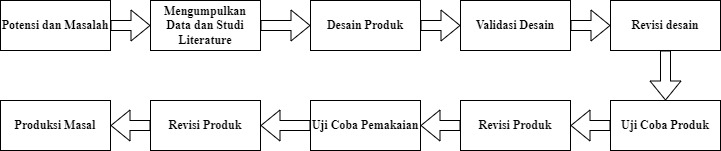 Potensi dan Masalah
Mengumpulkan
Data dan Studi
Literature
Desain Produk
Validasi Desain
Revisi desain
Uji Coba Produk
Revisi Produk
Uji Coba Pemakaian
Revisi Produk
Produksi Masal